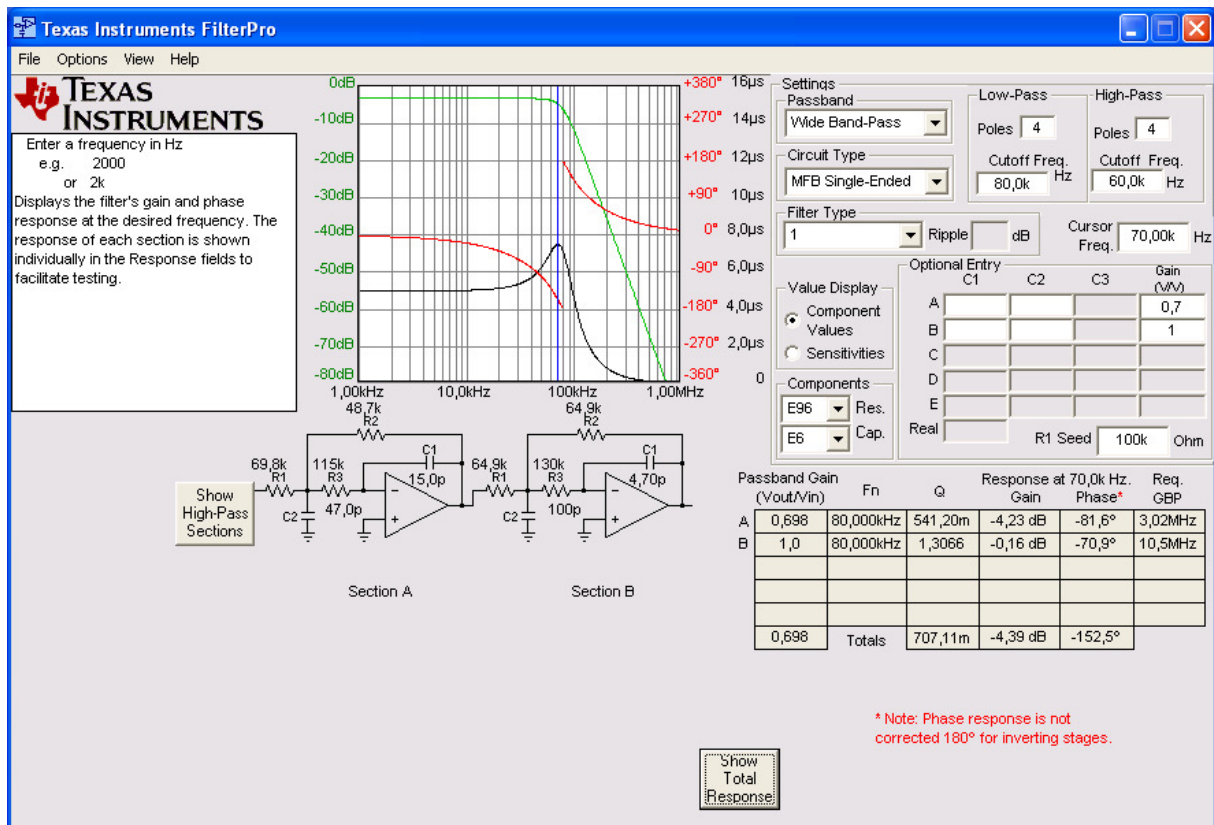 Texas Instruments FilterPro
File Options View Help
TEXAS
INSTRUMENTS
Enter a frequency in Hz
e.g. 2000
or 2k
Displays the filter's gain and phase
response at the desired frequency. The
response of each section is shown
individually in the Response fields to
facilitate testing.
0dB +380° 16µs
-10dB +270° 14µs
-20dB +180° 12µs
-30dB +90° 10µs
-40dB 0° 8,0µs
-50dB -90° 6,0µs
-60dB -180° 4,0µs
-70dB -270° 2,0µs
-80dB -360° 0
1,00kHz 10,0kHz 100kHz 1,00MHz
Settings
Passband
Wide Band-Pass
Circuit Type
MFB Single-Ended
Filter Type
1
Ripple dB
Low-Pass
Poles 4
Cutoff Freq.
80,0k Hz
High-Pass
Poles 4
Cutoff Freq.
60,0k Hz
Cursor
Freq. 70,00k Hz
Value Display
Component
Values
Sensitivities
Components
E96 Res.
E6 Cap.
Optional Entry
C1 C2 C3 Gain
(V/V)
A 0,7
B 1
C
D
E
Real
R1 Seed 100k Ohm
Show
High-Pass
Sections
48,7k
R2
69,8k
R1
115k
R3
C1
15,0p
C2
47,0p
- +
Section A
64,9k
R2
64,9k
R1
130k
R3
C1
4,70p
C2
100p
- +
Section B
Passband Gain
(Vout/Vin) Fn Q Response at 70,0k Hz. Req.
Gain Phase* GBP
A 0,698 80,000kHz 541,20m -4,23 dB -81,6° 3,02MHz
B 1,0 80,000kHz 1,3066 -0,16 dB -70,9° 10,5MHz
0,698 Totals 707,11m -4,39 dB -152,5°
* Note: Phase response is not
corrected 180° for inverting stages.
Show
Total
Response